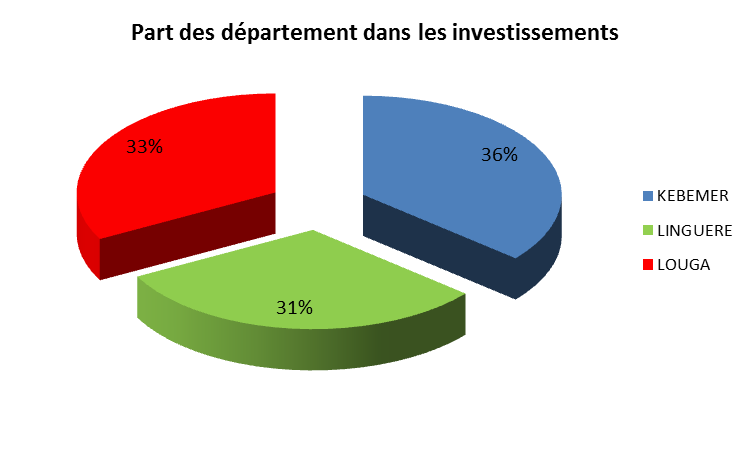 Part des département dans les investissements
33%
36%
31%
KEBEMER
LINGUERE
LOUGA